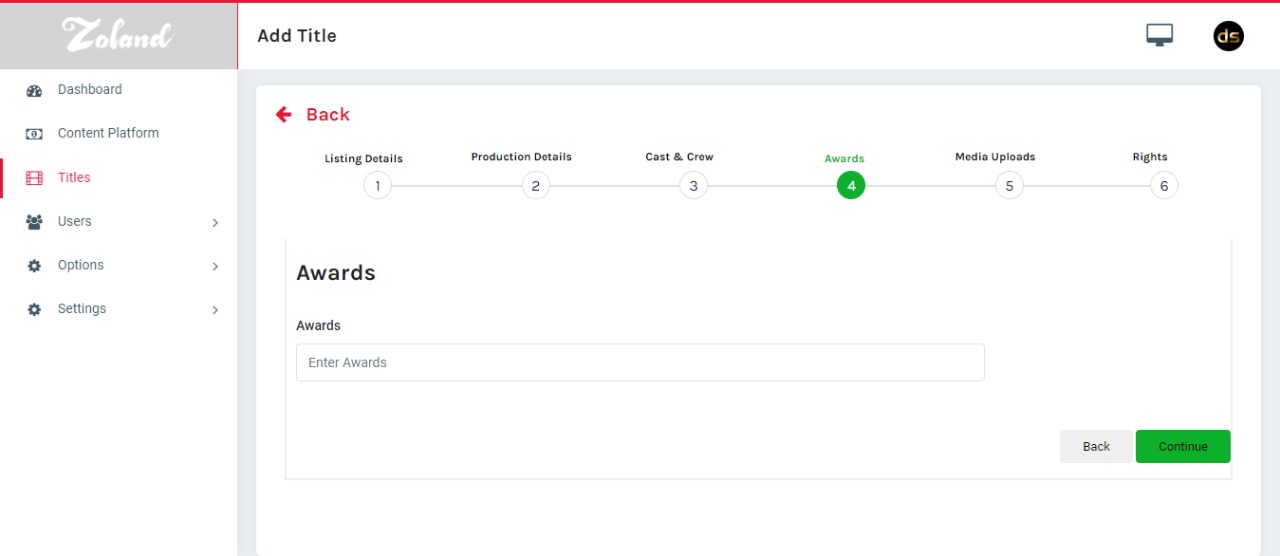 Zoland
Add Title
ds
Dashboard
Content Platform
Titles
Users
Options
Settings
Back
Listing Details
Production Details
Cast & Crew
Awards
Media Uploads
Rights
1
2
3
4
5
6
Awards
Awards
Enter Awards
Back
Continue